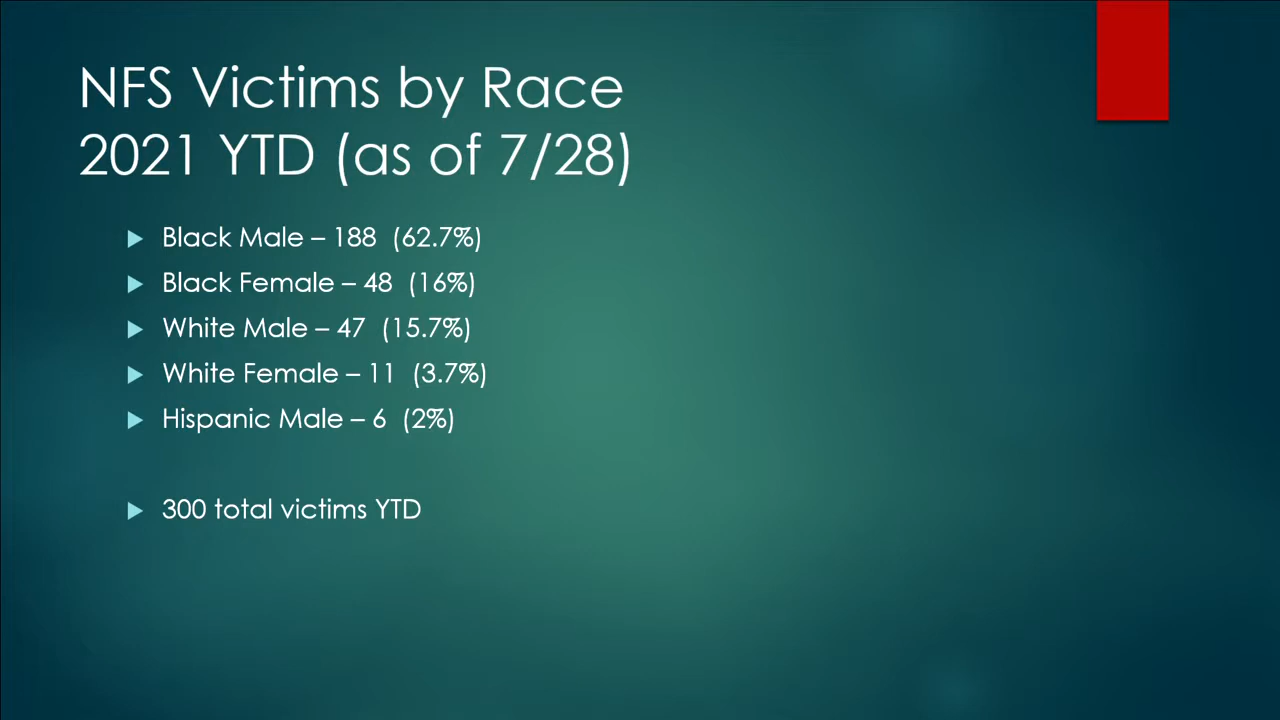 NFS Victims by Race
2021 YTD (as of 7/28)
Black Male – 188 (62.7%)
Black Female – 48 (16%)
White Male – 47 (15.7%)
White Female – 11 (3.7%)
Hispanic Male – 6 (2%)
300 total victims YTD